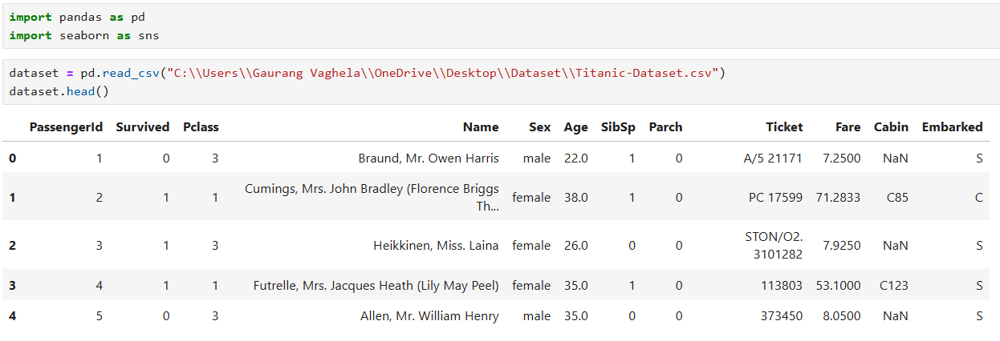 import pandas as pd
import seaborn as sns
dataset = pd.read_csv("C:\\Users\\Gaurang Vaghela\\OneDrive\\Desktop\\Dataset\\Titanic-Dataset.csv")
dataset.head()
PassengerId Survived Pclass Name Sex Age SibSp Parch Ticket Fare Cabin Embarked
0 1 0 3 Braund, Mr. Owen Harris male 22.0 1 0 A/5 21171 7.2500 NaN S
1 2 1 1 Cumings, Mrs. John Bradley (Florence Briggs Th... female 38.0 1 0 PC 17599 71.2833 C85 C
2 3 1 3 Heikkinen, Miss. Laina female 26.0 0 0 STON/O2. 3101282 7.9250 NaN S
3 4 1 1 Futrelle, Mrs. Jacques Heath (Lily May Peel) female 35.0 1 0 113803 53.1000 C123 S
4 5 0 3 Allen, Mr. William Henry male 35.0 0 0 373450 8.0500 NaN S